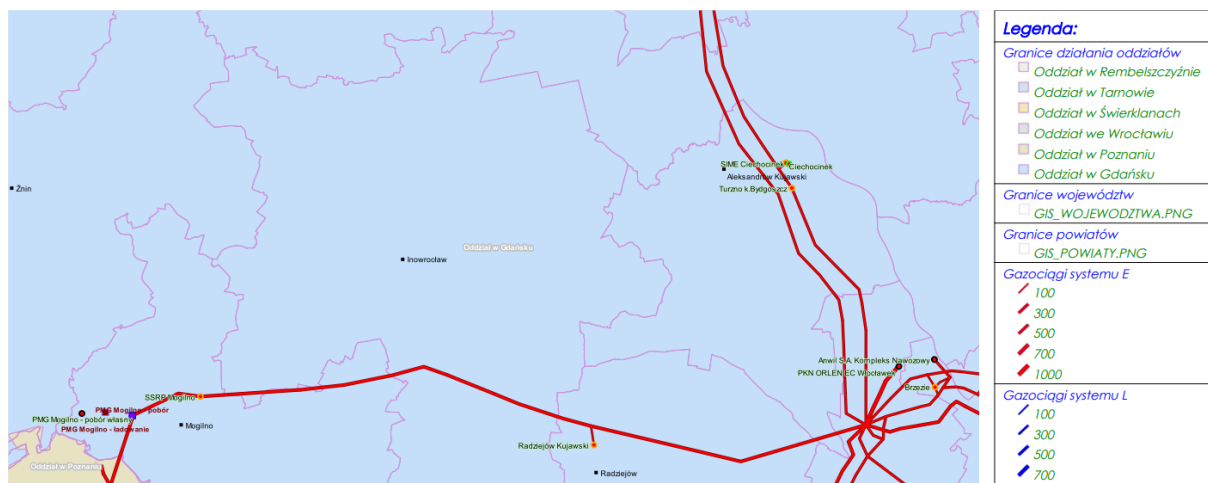 SIME Ciechocinek
Ciechocinek
Aleksandrów Kujawski
Turzno k.Bydgoszcz
Żnin
Oddział w Gdańsku
Inowrocław
Anwil S.A. Kompleks Nawozowy
PKN ORLEN EC Włocławek
Brzezie
SSRP Mogilno
PMG Mogilno - pobór
PMG Mogilno - pobór własny
PMG Mogilno - ładowanie
Mogilno
Radziejów Kujawski
Oddział w Poznaniu
Radziejów
Legenda:
Granice działania oddziałów
Oddział w Rembelszczyźnie
Oddział w Tarnowie
Oddział w Świerklanach
Oddział we Wrocławiu
Oddział w Poznaniu
Oddział w Gdańsku
Granice województw
GIS_WOJEWODZTWA.PNG
Granice powiatów
GIS_POWIATY.PNG
Gazociągi systemu E
100
300
500
700
1000
Gazociągi systemu L
100
300
500
700